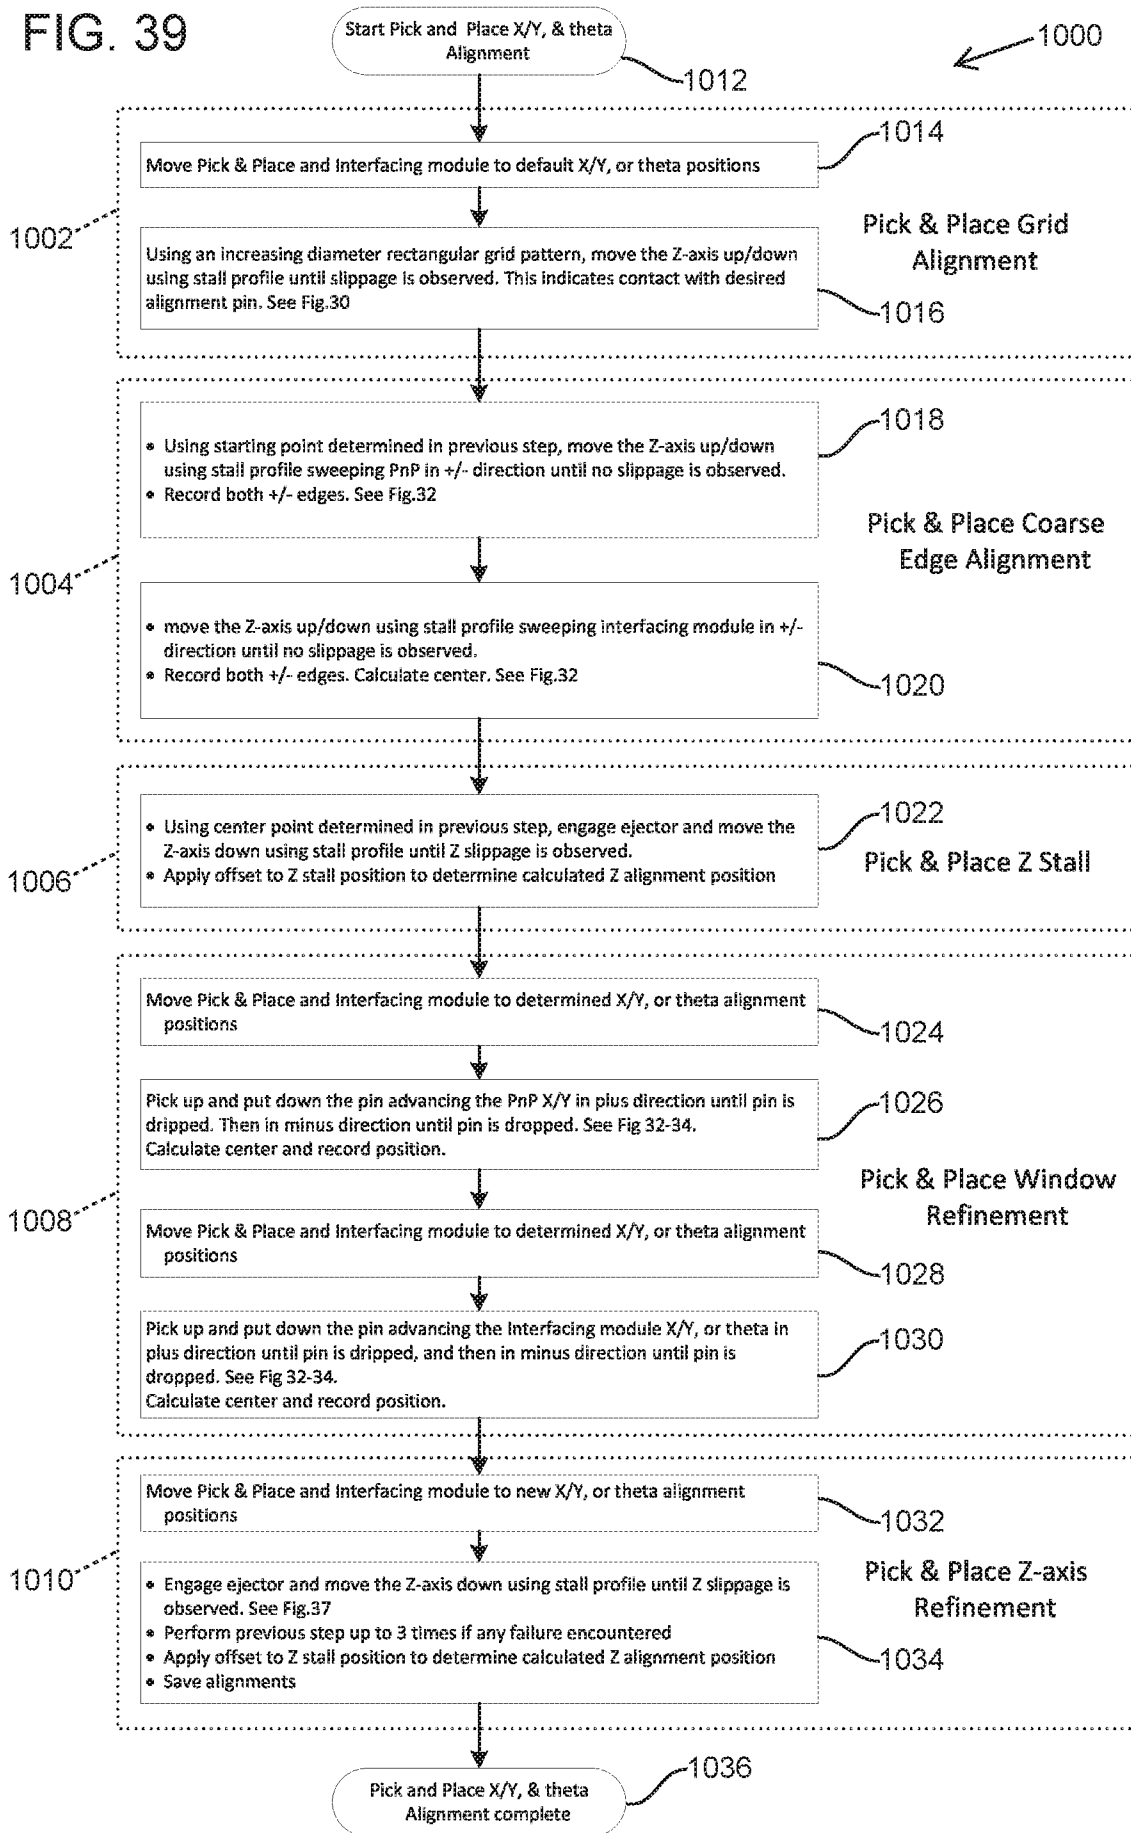 FIG. 39
Start Pick and Place X/Y, & theta
Alignment
1000
1012
1014
Move Pick & Place and Interfacing module to default X/Y, or theta positions
1002
Pick & Place Grid
Alignment
Using an increasing diameter rectangular grid pattern, move the Z-axis up/down
using stall profile until slippage is observed. This indicates contact with desired
alignment pin. See Fig.30
1016
1018
• Using starting point determined in previous step, move the Z-axis up/down
using stall profile sweeping PnP in +/- direction until no slippage is observed.
• Record both +/- edges. See Fig.32
Pick & Place Coarse
Edge Alignment
1004
• move the Z-axis up/down using stall profile sweeping interfacing module in +/-
direction until no slippage is observed.
• Record both +/- edges. Calculate center. See Fig.32
1020
1022
• Using center point determined in previous step, engage ejector and move the
Z-axis down using stall profile until Z slippage is observed.
• Apply offset to Z stall position to determine calculated Z alignment position
Pick & Place Z Stall
1006
Move Pick & Place and Interfacing module to determined X/Y, or theta alignment
positions
1024
1026
Pick up and put down the pin advancing the PnP X/Y in plus direction until pin is
dripped. Then in minus direction until pin is dropped. See Fig 32-34.
Calculate center and record position.
Pick & Place Window
Refinement
1008
Move Pick & Place and Interfacing module to determined X/Y, or theta alignment
positions
1028
1030
Pick up and put down the pin advancing the Interfacing module X/Y, or theta in
plus direction until pin is dripped, and then in minus direction until pin is
dropped. See Fig 32-34.
Calculate center and record position.
Move Pick & Place and Interfacing module to new X/Y, or theta alignment
positions
1032
1010
Pick & Place Z-axis
Refinement
• Engage ejector and move the Z-axis down using stall profile until Z slippage is
observed. See Fig.37
• Perform previous step up to 3 times if any failure encountered
• Apply offset to Z stall position to determine calculated Z alignment position
• Save alignments
1034
1036
Pick and Place X/Y, & theta
Alignment complete